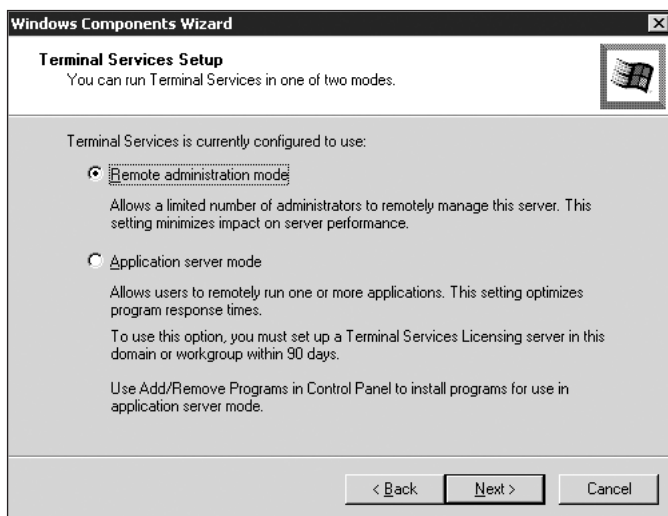 Windows Components Wizard
Terminal Services Setup
You can run Terminal Services in one of two modes.
Terminal Services is currently configured to use:
Remote administration mode
Allows a limited number of administrators to remotely manage this server. This
setting minimizes impact on server performance.
Application server mode
Allows users to remotely run one or more applications. This setting optimizes
program response times.
To use this option, you must set up a Terminal Services Licensing server in this
domain or workgroup within 90 days.
Use Add/Remove Programs in Control Panel to install programs for use in
application server mode.
< Back
Next >
Cancel